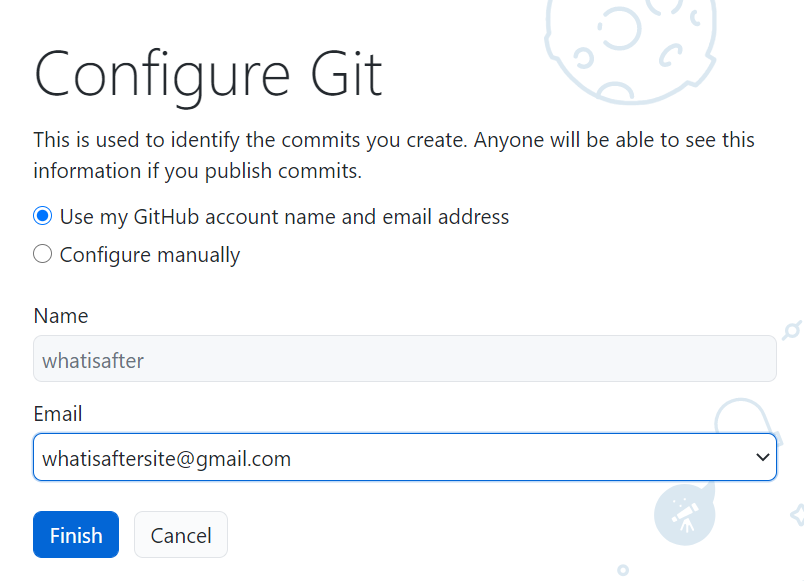 Configure Git
This is used to identify the commits you create. Anyone will be able to see this
information if you publish commits.
Use my GitHub account name and email address
Configure manually
Name
whatisafter
Email
whatisaftersite@gmail.com
Finish Cancel